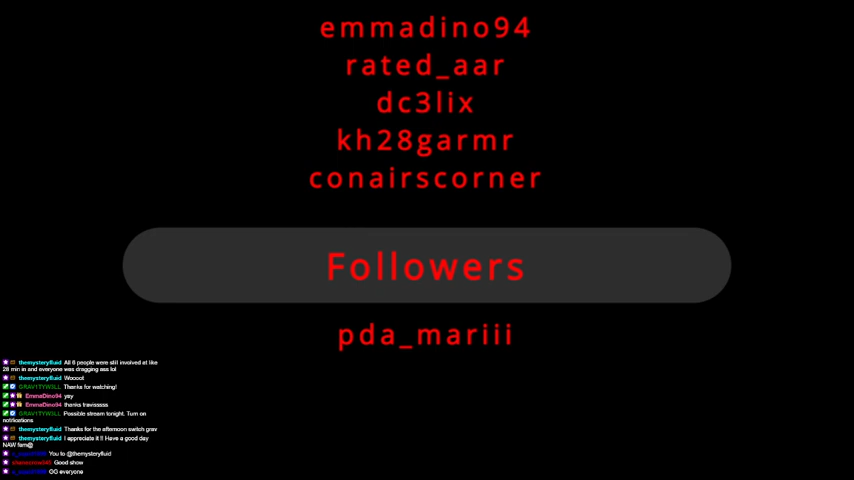 emmadino94
rated_aar
dc3lix
kh28garmr
conairscorner
Followers
pda_mariii
themysteryfluid All 6 people were still involved at like
28 min in and everyone was dragging ass lol
themysteryfluid Woooot
GRAV1TYW3LL Thanks for watching!
EmmaDino94 yay
EmmaDino94 thanks travisssss
GRAV1TYW3LL Possible stream tonight. Turn on
notifications
themysteryfluid Thanks for the afternoon switch grav
themysteryfluid I appreciate it !! Have a good day
NAW fam@
You to @themysteryfluid
Good show
GG everyone